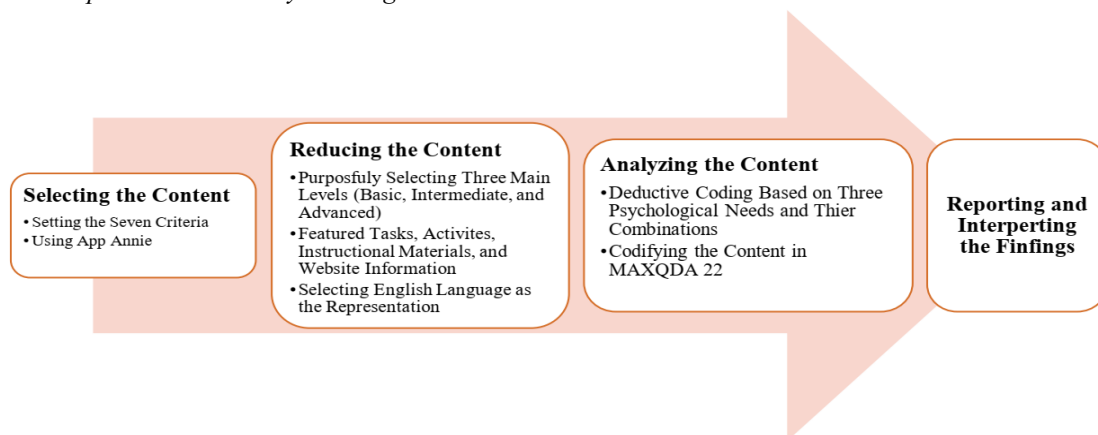 Selecting the Content
• Setting the Seven Criteria
• Using App Annie
Reducing the Content
• Purposfuly Selecting Three Main
Levels (Basic, Intermediate, and
Advanced)
• Featured Tasks, Activites,
Instructional Materials, and
Website Information
• Selecting English Language as
the Representation
Analyzing the Content
• Deductive Coding Based on Three
Psychological Needs and Thier
Combinations
• Codifying the Content in
MAXQDA 22
Reporting and
Interperting
the Finfings